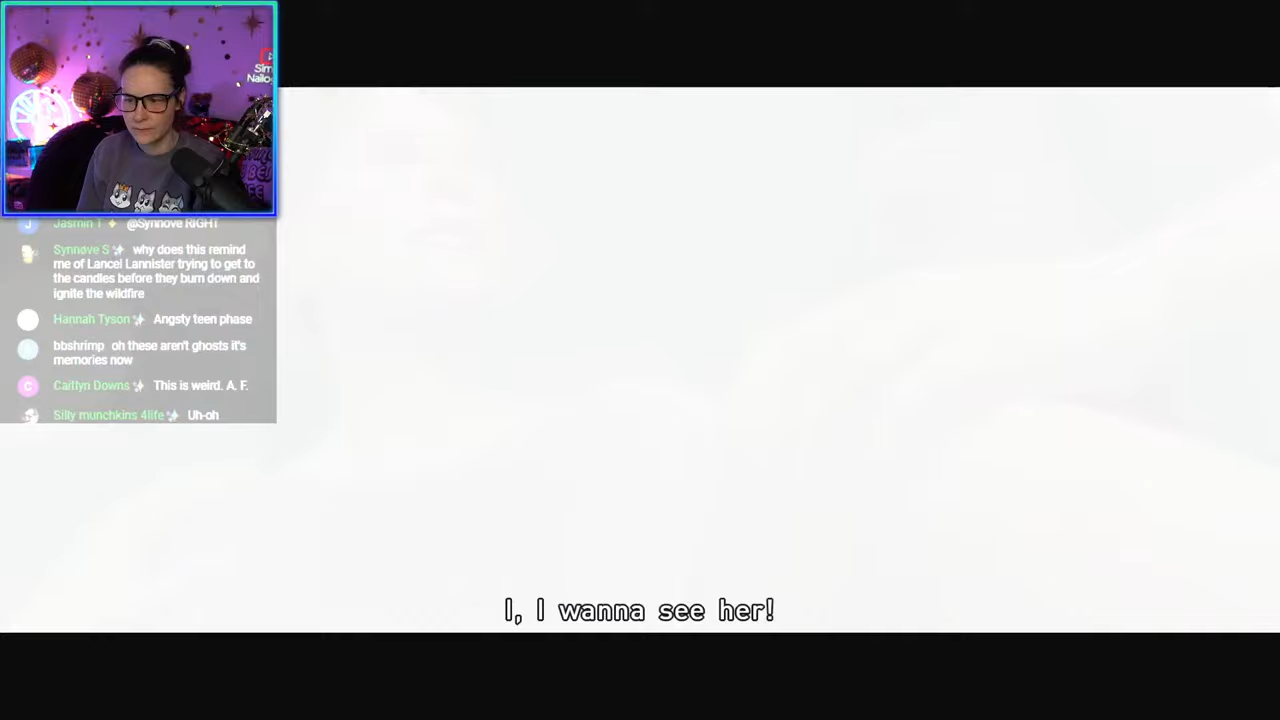 Jasmin T @Synnove RIGHT
Synnøve S why does this remind
me of Lancel Lannister trying to get to
the candles before they burn down and
ignite the wildfire
Hannah Tyson Angsty teen phase
bbshrimp oh these aren't ghosts it's
memories now
Caitlyn Downs This is weird. A. F.
Silly munchkins 4life Uh-oh
I, I wanna see her!